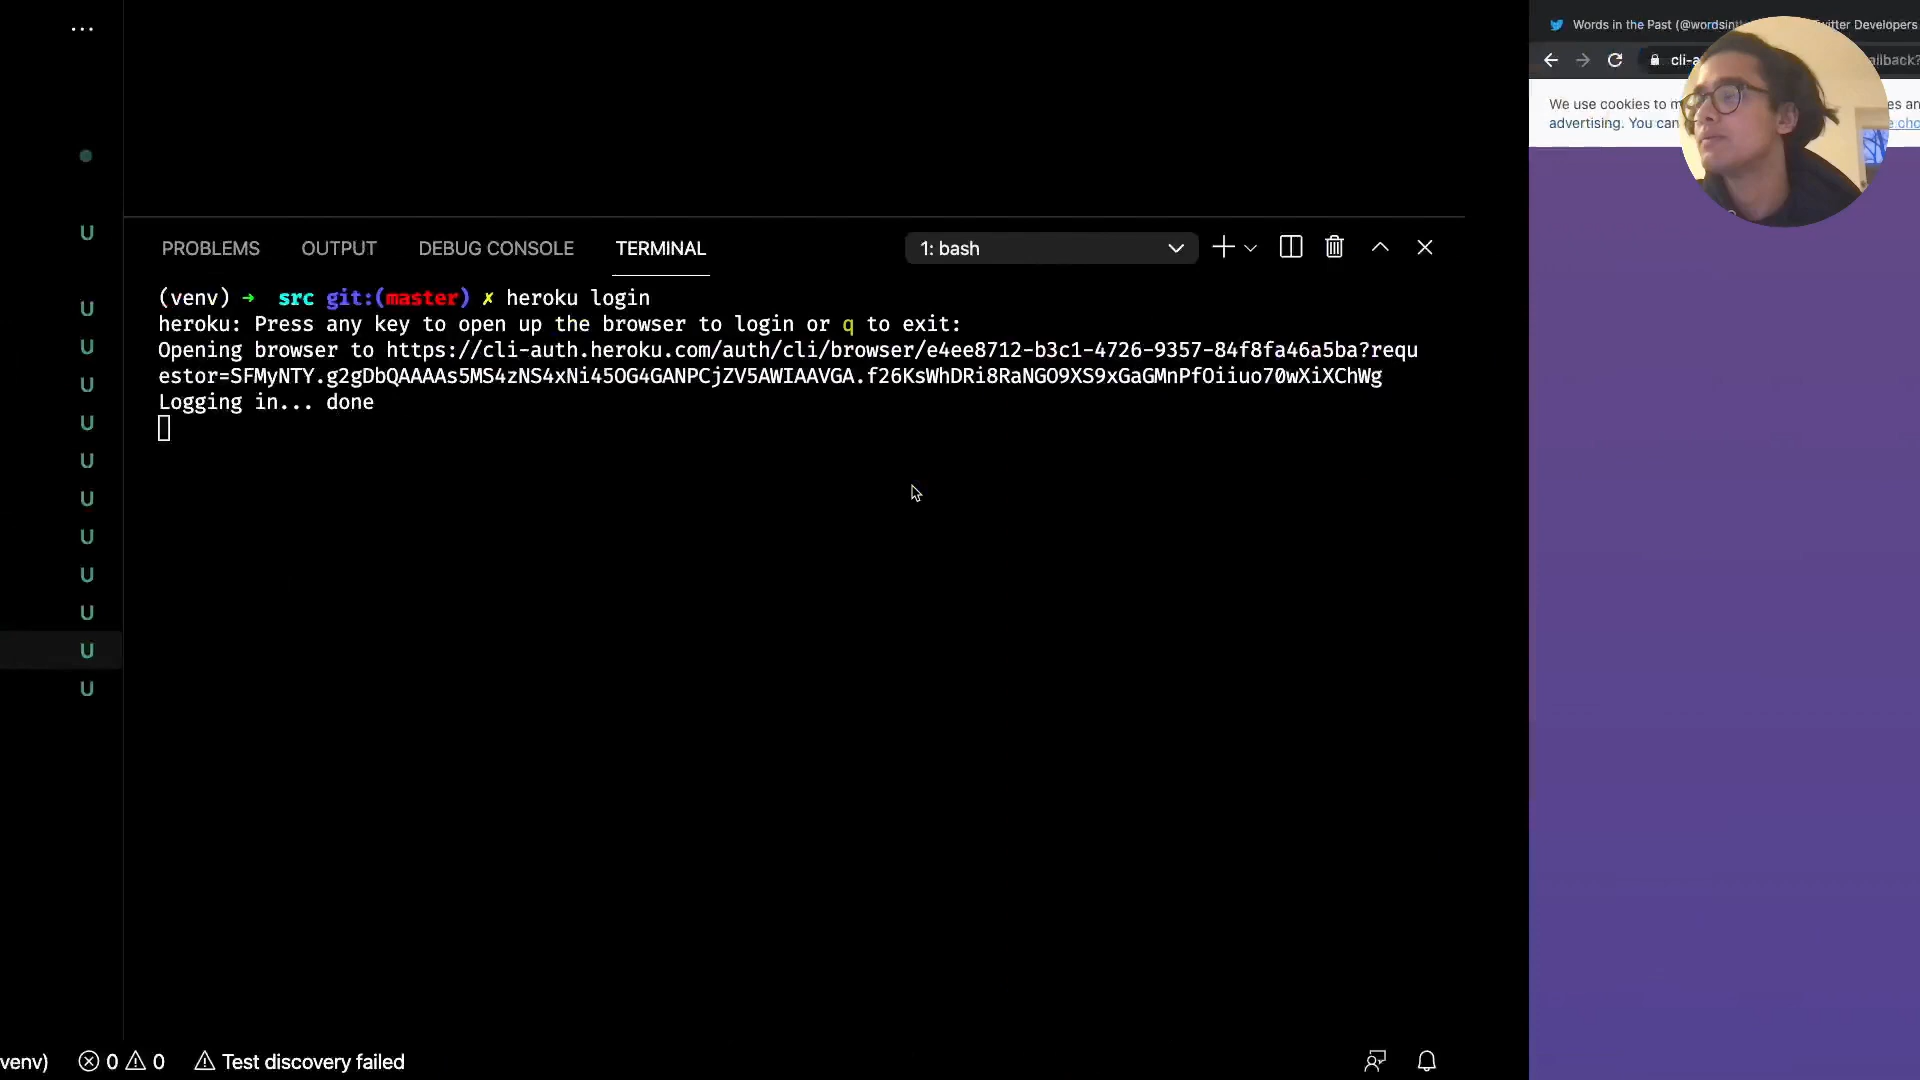 ...
Words in the Past (@wordsint
Twitter Developers
cli-a
allback?
We use cookies to m
es an
advertising. You can
e cho
U
U
U
U
U
U
U
U
U
U
U
U
PROBLEMS OUTPUT DEBUG CONSOLE TERMINAL 1: bash
(venv) → src git:(master) ✗ heroku login
heroku: Press any key to open up the browser to login or q to exit:
Opening browser to https://cli-auth.heroku.com/auth/cli/browser/e4ee8712-b3c1-4726-9357-84f8fa46a5ba?requ
estor=SFMyNTY.g2gDbQAAAAs5MS4zNS4xNi45OG4GANPCjZV5AWIAAVGA.f26KsWhDRi8RaNGO9XS9xGaGMnPfOiiuo70wXiXChWg
Logging in... done
venv) 0 0 Test discovery failed